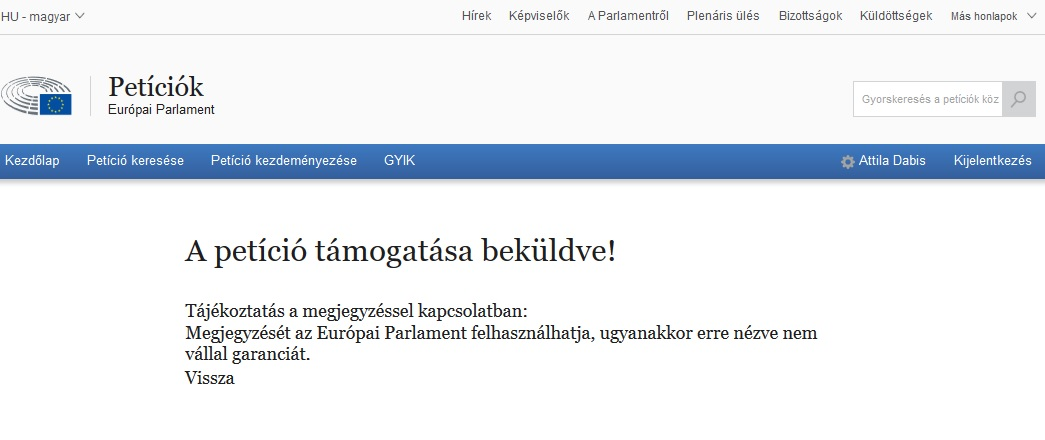 HU - magyar
Hírek Képviselők A Parlamentről Plenáris ülés Bizottságok Küldöttségek Más honlapok
Petíciók
Európai Parlament
Gyorskeresés a petíciók köz
Kezdőlap Petíció keresése Petíció kezdeményezése GYIK Attila Dabis Kijelentkezés
A petíció támogatása beküldve!
Tájékoztatás a megjegyzéssel kapcsolatban:
Megjegyzését az Európai Parlament felhasználhatja, ugyanakkor erre nézve nem
vállal garanciát.
Vissza